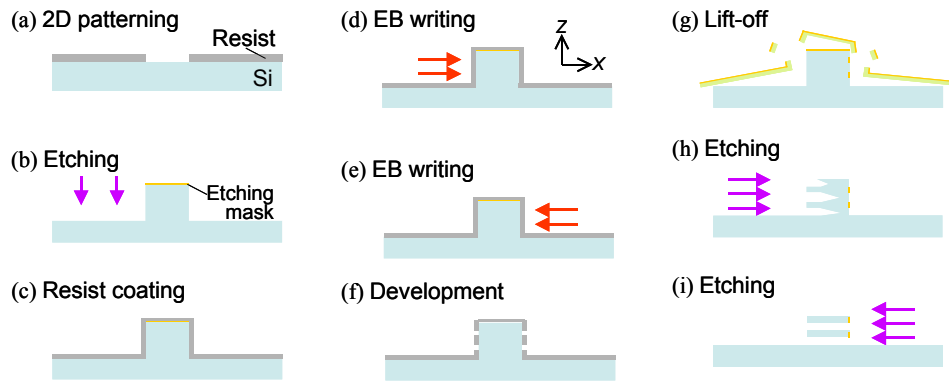 (a) 2D patterning
Resist
Si
(b) Etching
Etching
mask
(c) Resist coating
(d) EB writing
z
x
(e) EB writing
(f) Development
(g) Lift-off
(h) Etching
(i) Etching